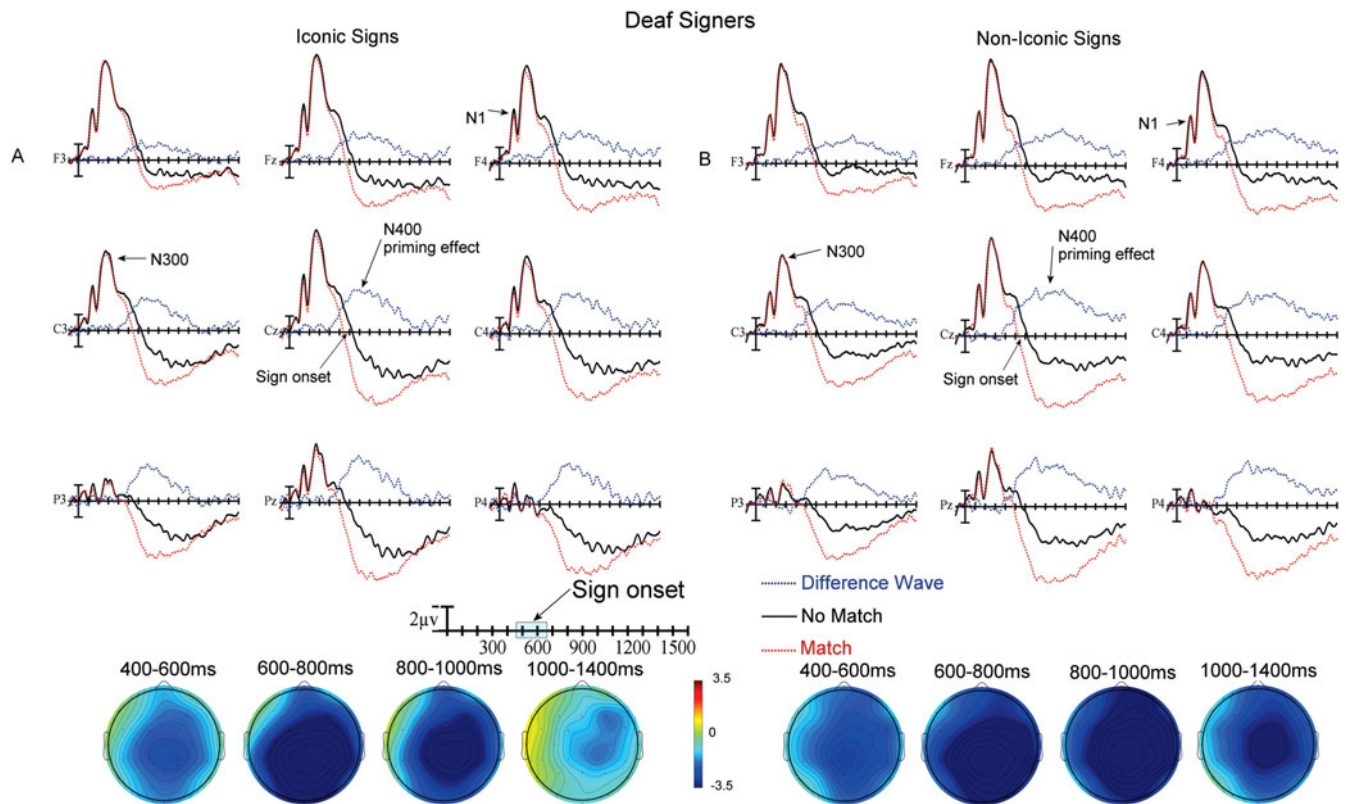 Deaf Signers
Iconic Signs
Non-Iconic Signs
A
F3
Fz
N1
F4
B
F3
Fz
N1
F4
N300
C3
N400
priming effect
Cz
Sign onset
C4
N300
C3
N400
priming effect
Cz
Sign onset
C4
P3
Pz
P4
P3
Pz
P4
Sign onset
2μv
300 600 900 1200 1500
Difference Wave
No Match
Match
400-600ms 600-800ms 800-1000ms 1000-1400ms
3.5
0
-3.5
400-600ms 600-800ms 800-1000ms 1000-1400ms